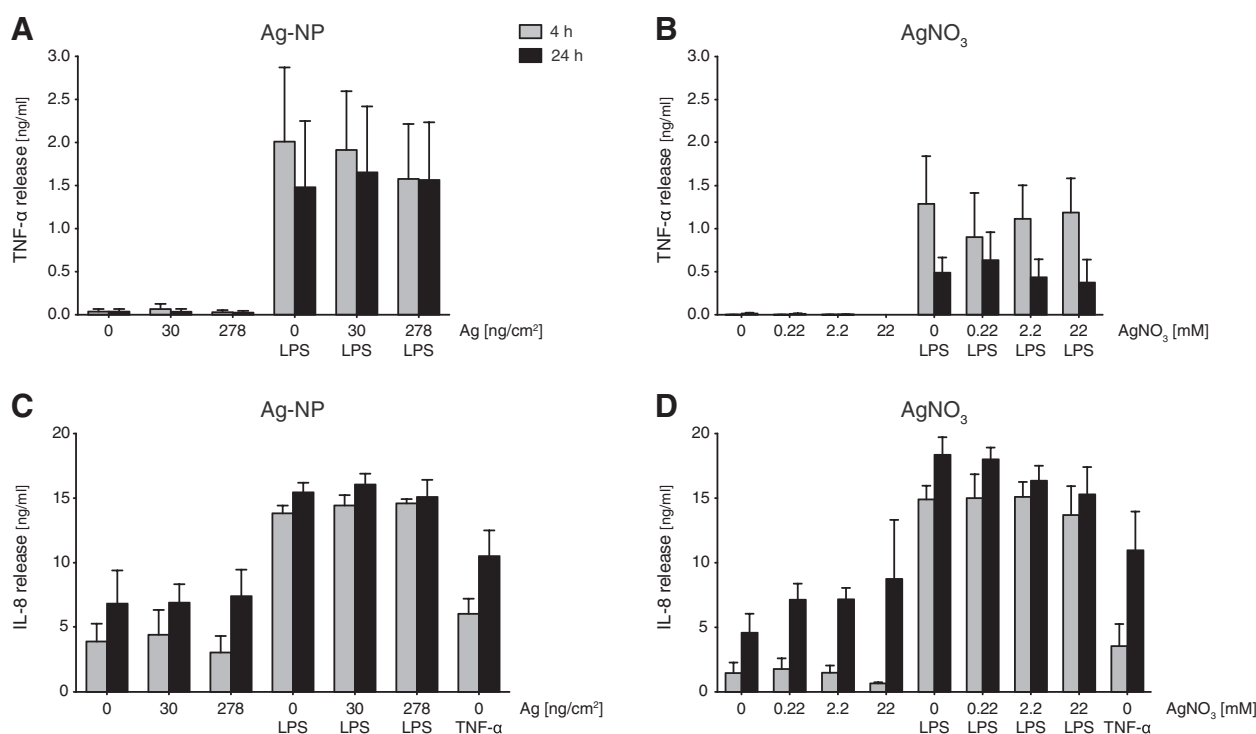 A
Ag-NP
4 h
24 h
TNF-α release [ng/ml]
3.0
2.5
2.0
1.5
1.0
0.5
0.0
0 30 278 0 30 278 Ag [ng/cm²]
LPS LPS LPS
B
AgNO₃
TNF-α release [ng/ml]
3.0
2.5
2.0
1.5
1.0
0.5
0.0
0 0.22 2.2 22 0 0.22 2.2 22 AgNO₃ [mM]
LPS LPS LPS LPS
C
Ag-NP
IL-8 release [ng/ml]
20
15
10
5
0
0 30 278 0 30 278 0 Ag [ng/cm²]
LPS LPS LPS TNF-α
D
AgNO₃
IL-8 release [ng/ml]
20
15
10
5
0
0 0.22 2.2 22 0 0.22 2.2 22 0 AgNO₃ [mM]
LPS LPS LPS LPS TNF-α